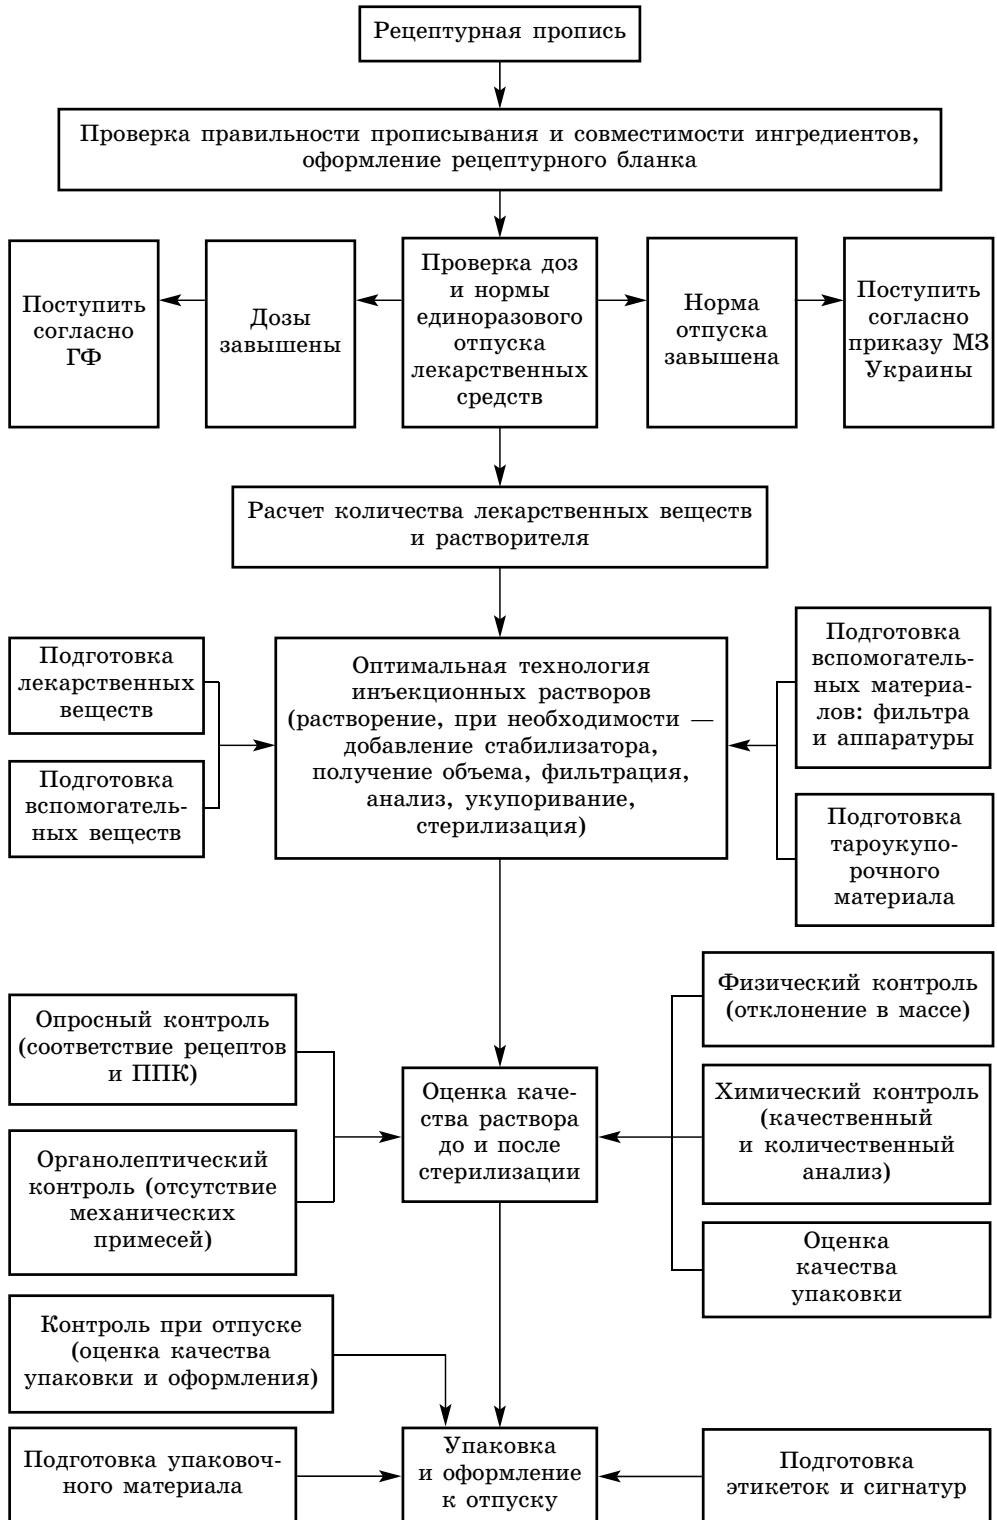 Рецептурная пропись
Проверка правильности прописывания и совместимости ингредиентов,
оформление рецептурного бланка
Поступить
согласно
ГФ
Дозы
завышены
Проверка доз
и нормы
единоразового
отпуска
лекарственных
средств
Норма
отпуска
завышена
Поступить
согласно
приказу МЗ
Украины
Расчет количества лекарственных веществ
и растворителя
Подготовка
лекарственных
веществ
Подготовка
вспомогатель-
ных веществ
Оптимальная технология
инъекционных растворов
(растворение, при необходимости —
добавление стабилизатора,
получение объема, фильтрация,
анализ, укупоривание,
стерилизация)
Подготовка
вспомогатель-
ных материа-
лов: фильтра
и аппаратуры
Подготовка
тароукупо-
рочного
материала
Опросный контроль
(соответствие рецептов
и ППК)
Органолептический
контроль (отсутствие
механических
примесей)
Оценка каче-
ства раствора
до и после
стерилизации
Физический контроль
(отклонение в массе)
Химический контроль
(качественный
и количественный
анализ)
Оценка
качества
упаковки
Контроль при отпуске
(оценка качества
упаковки и оформления)
Подготовка упаковоч-
ного материала
Упаковка
и оформление
к отпуску
Подготовка
этикеток и сигнатур